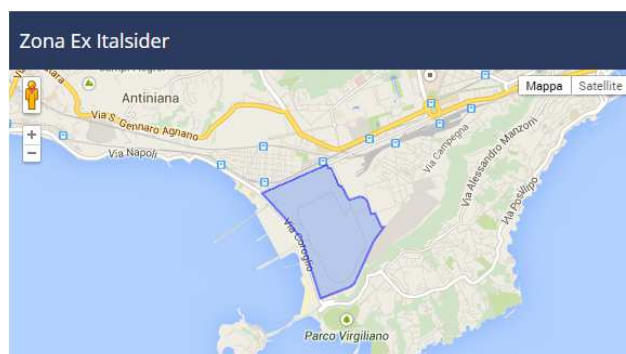 Zona Ex Italsider
Mappa
Satellite
Antiniana
Via S. Gennaro Agnano
Via Napoli
Via Campegna
Via Alessandro Manzoni
Via Posillipo
Via Coroglio
Parco Virgiliano
+
−